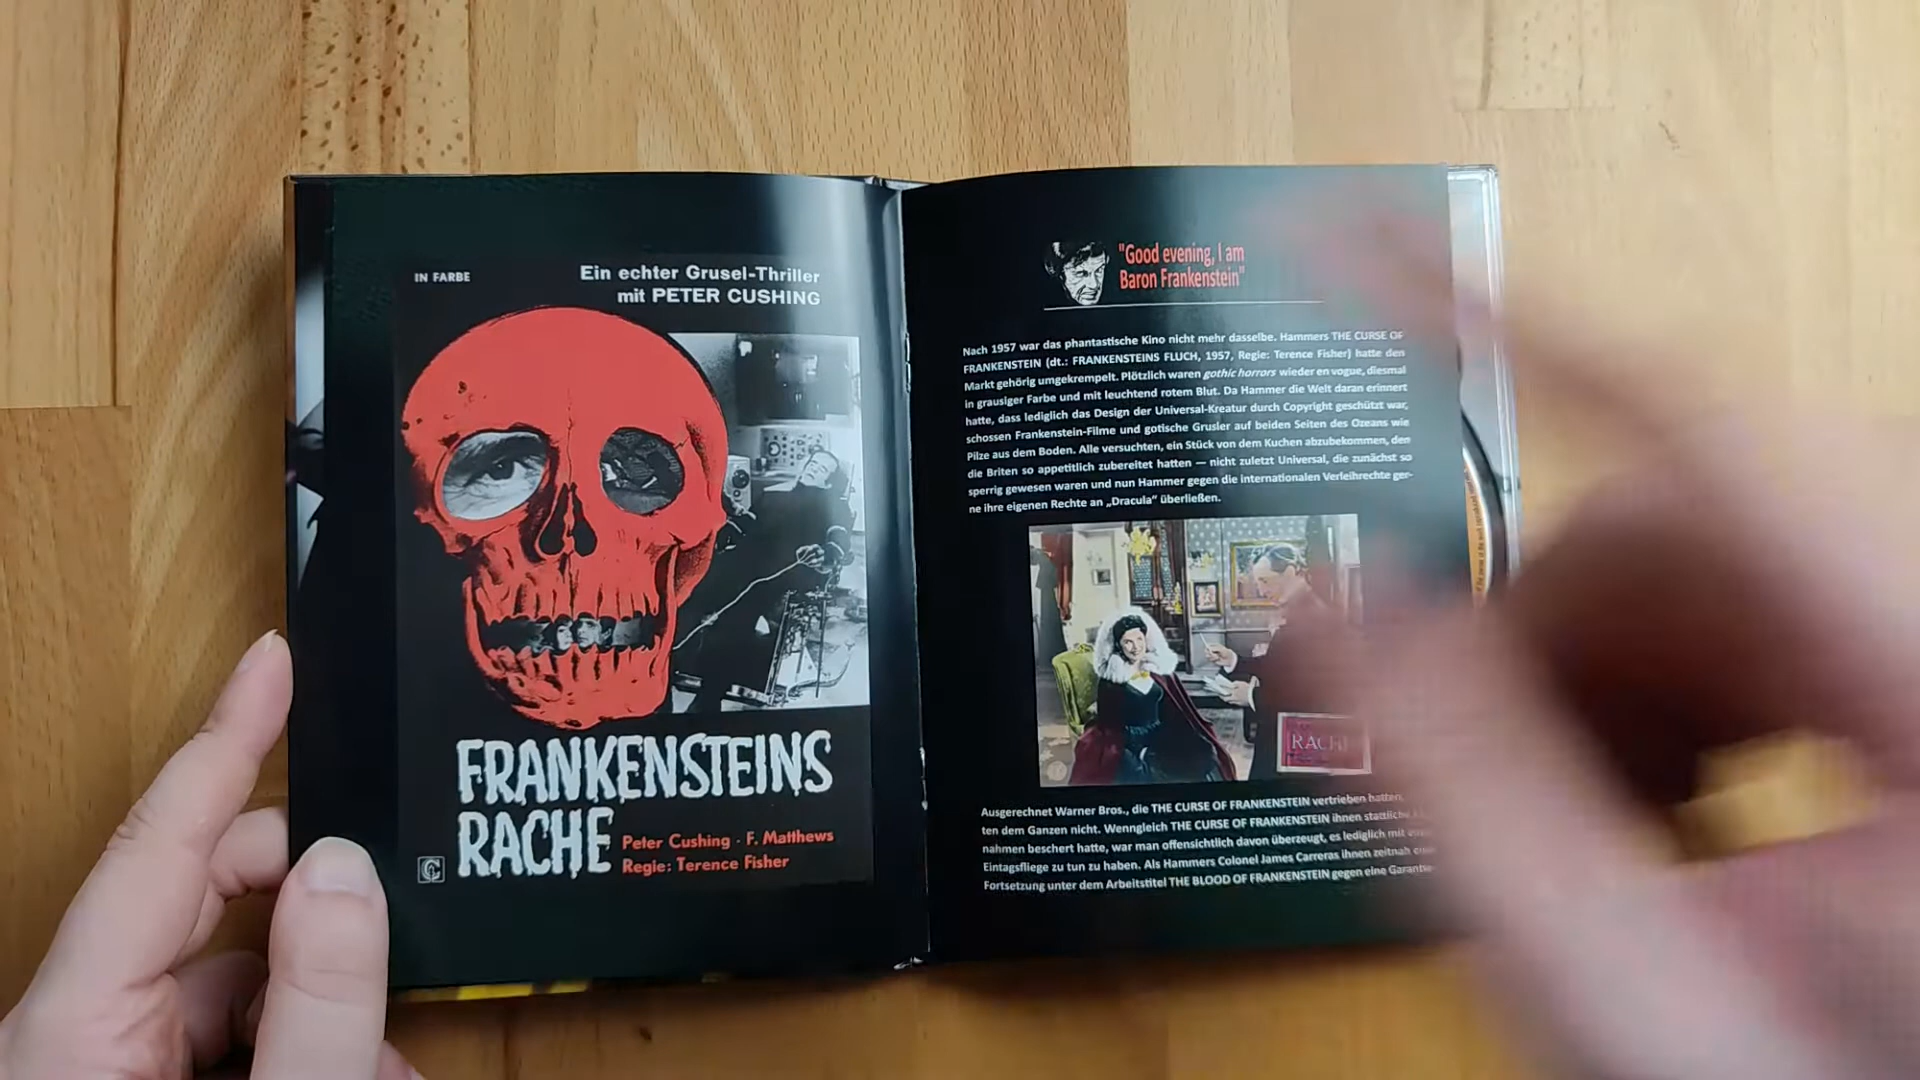 IN FARBE
Ein echter Grusel-Thriller
mit PETER CUSHING
FRANKENSTEINS
RACHE
Peter Cushing · F. Matthews
Regie: Terence Fisher
"Good evening, I am
Baron Frankenstein"
Nach 1957 war das phantastische Kino nicht mehr dasselbe. Hammers THE CURSE OF
FRANKENSTEIN (dt.: FRANKENSTEINS FLUCH, 1957, Regie: Terence Fisher) hatte den
Markt gehörig umgekrempelt. Plötzlich waren gothic horrors wieder en vogue, diesmal
in grausiger Farbe und mit leuchtend rotem Blut. Da Hammer die Welt daran erinnert
hatte, dass lediglich das Design der Universal-Kreatur durch Copyright geschützt war,
schossen Frankenstein-Filme und gotische Grusler auf beiden Seiten des Ozeans wie
Pilze aus dem Boden. Alle versuchten, ein Stück von dem Kuchen abzubekommen, den
die Briten so appetitlich zubereitet hatten — nicht zuletzt Universal, die zunächst so
sperrig gewesen waren und nun Hammer gegen die internationalen Verleihrechte ger-
ne ihre eigenen Rechte an „Dracula" überließen.
RACHE
Ausgerechnet Warner Bros., die THE CURSE OF FRANKENSTEIN vertrieben hatten,
ten dem Ganzen nicht. Wenngleich THE CURSE OF FRANKENSTEIN ihnen stattliche
nahmen beschert hatte, war man offensichtlich davon überzeugt, es lediglich mit
Eintagsfliege zu tun zu haben. Als Hammers Colonel James Carreras ihnen zeitnah
Fortsetzung unter dem Arbeitstitel THE BLOOD OF FRANKENSTEIN gegen eine Garantie